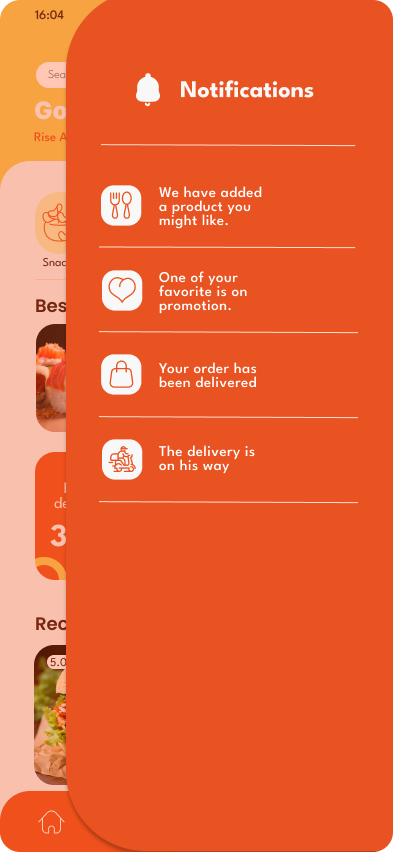 16:04
Notifications
We have added
a product you
might like.
One of your
favorite is on
promotion.
Your order has
been delivered
The delivery is
on his way
Sea
Go
Rise A
Snac
Bes
de
3
Rec
5.0